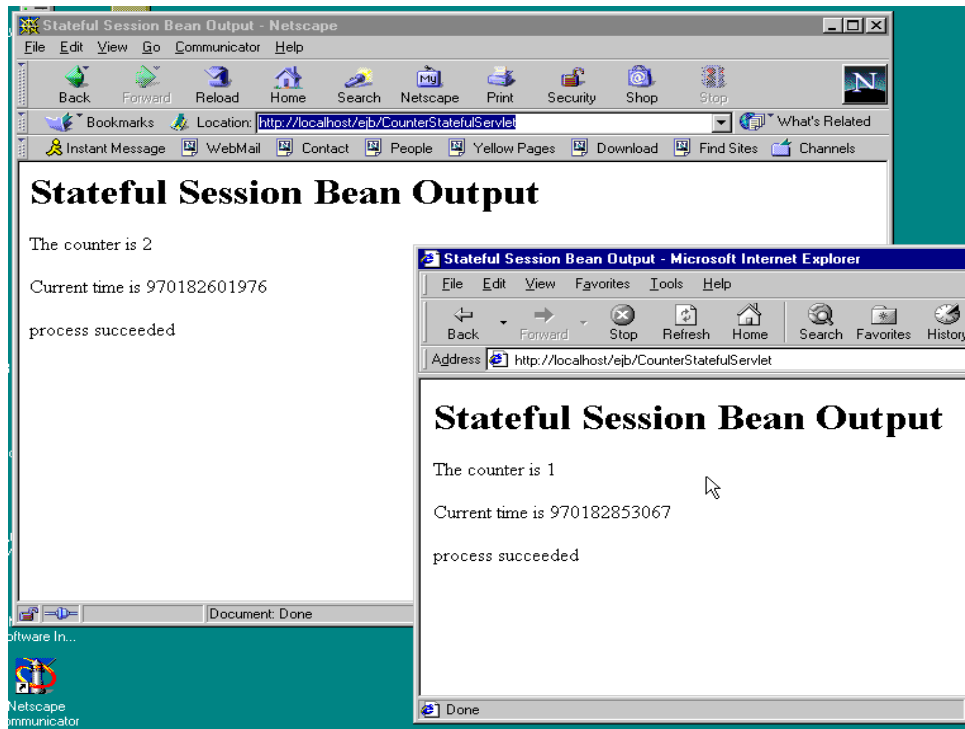 Stateful Session Bean Output - Netscape
File Edit View Go Communicator Help
Back Forward Reload Home Search Netscape Print Security Shop Stop
My
N
Bookmarks Location: http://localhost/ejb/CounterStatefulServlet What's Related
Instant Message WebMail Contact People Yellow Pages Download Find Sites Channels
Stateful Session Bean Output
The counter is 2
Current time is 970182601976
process succeeded
Document: Done
Stateful Session Bean Output - Microsoft Internet Explorer
File Edit View Favorites Tools Help
Back Forward Stop Refresh Home Search Favorites History
Address http://localhost/ejb/CounterStatefulServlet
Stateful Session Bean Output
The counter is 1
Current time is 970182853067
process succeeded
Done
oftware In...
Netscape
ommunicator